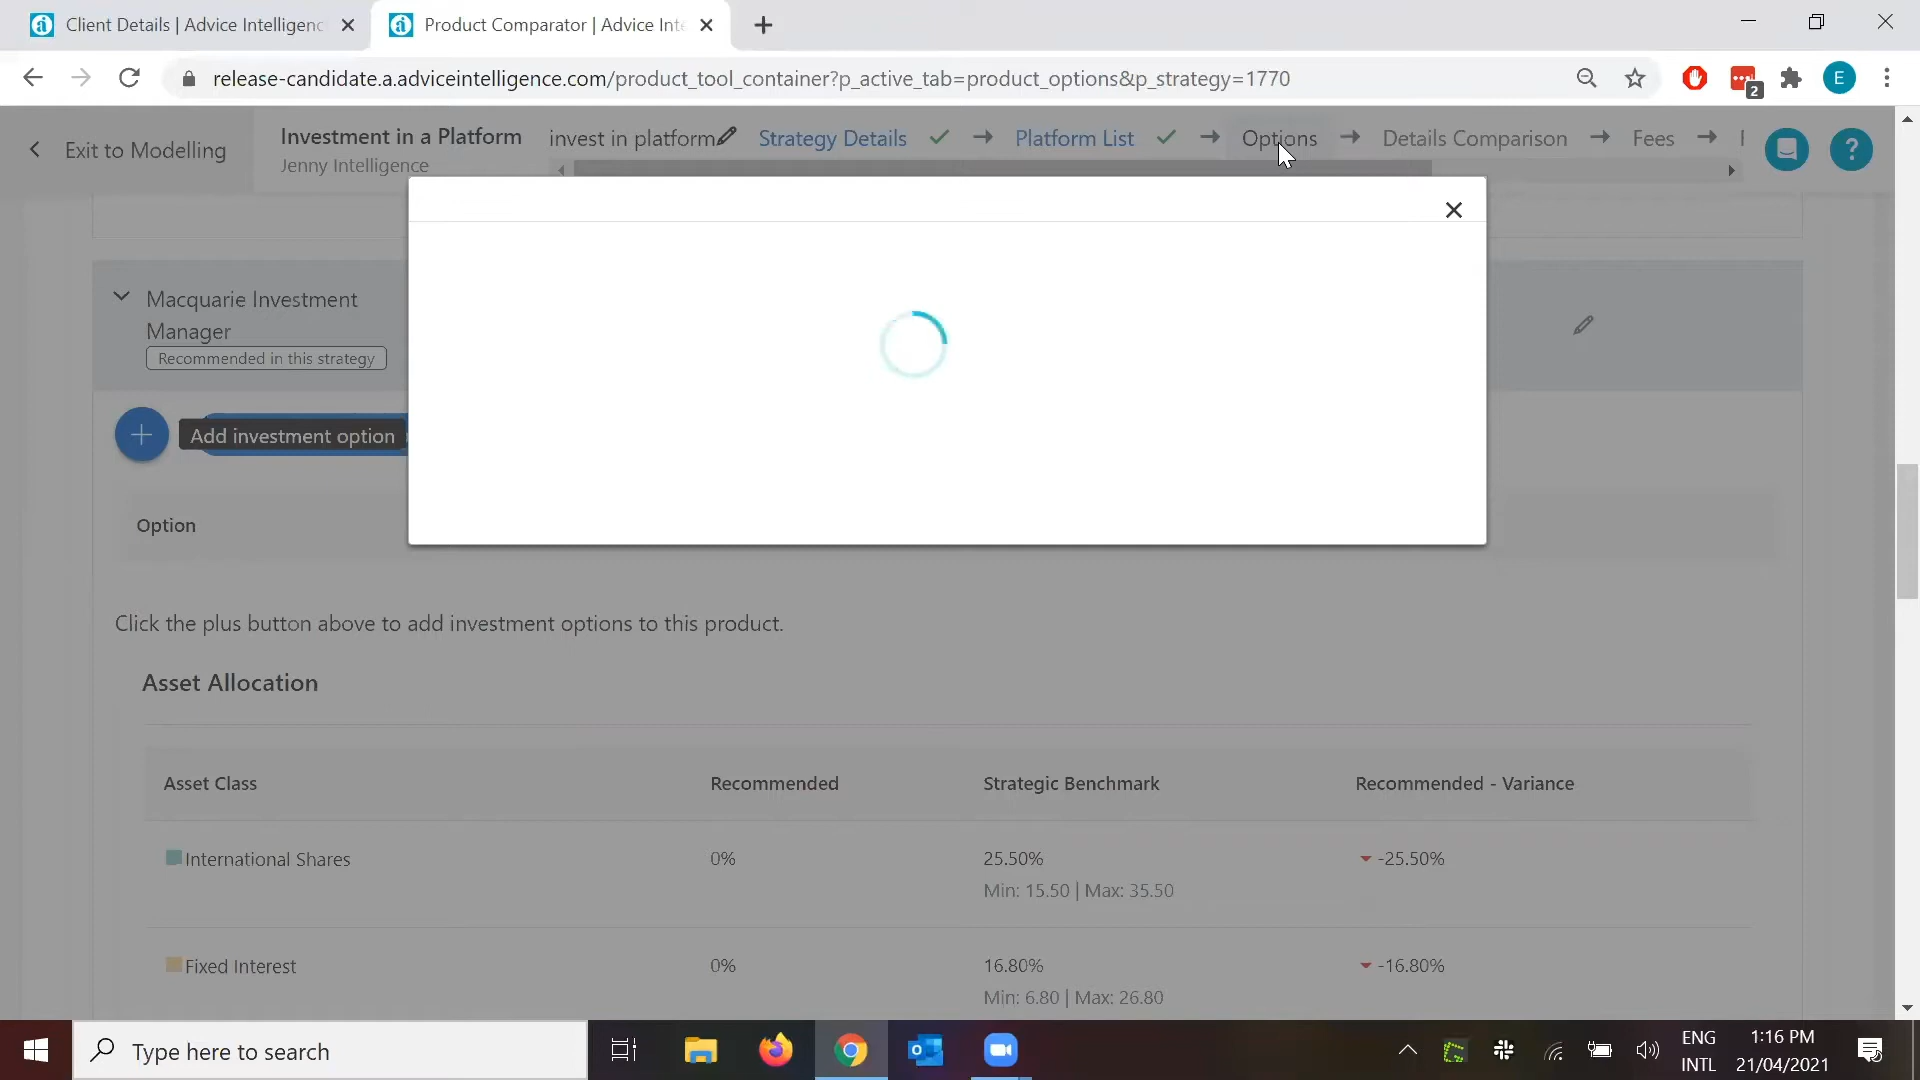 Client Details | Advice Intelligenc
Product Comparator | Advice Inte
release-candidate.a.adviceintelligence.com/product_tool_container?p_active_tab=product_options&p_strategy=1770
2
E
Exit to Modelling
Investment in a Platform
Jenny Intelligence
invest in platform
Strategy Details
Platform List
Options
Details Comparison
Fees
?
Macquarie Investment
Manager
Recommended in this strategy
Add investment option
Option
Click the plus button above to add investment options to this product.
Asset Allocation
Asset Class Recommended Strategic Benchmark Recommended - Variance
International Shares 0% 25.50% -25.50%
Min: 15.50 | Max: 35.50
Fixed Interest 0% 16.80% -16.80%
Min: 6.80 | Max: 26.80
Type here to search
ENG
INTL
1:16 PM
21/04/2021